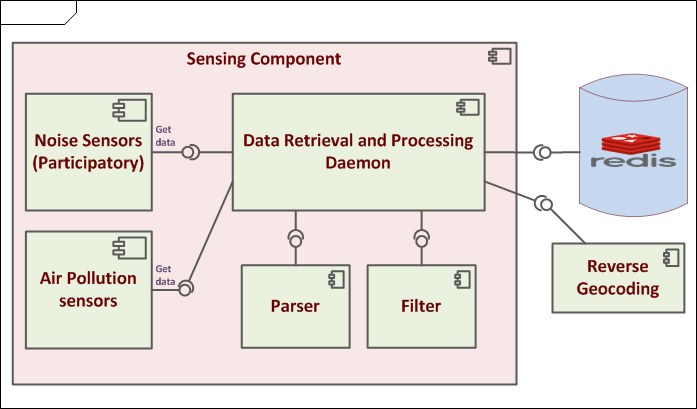 Sensing Component
Noise Sensors
(Participatory)
Get
data
Data Retrieval and Processing
Daemon
redis
Air Pollution
sensors
Get
data
Parser
Filter
Reverse
Geocoding